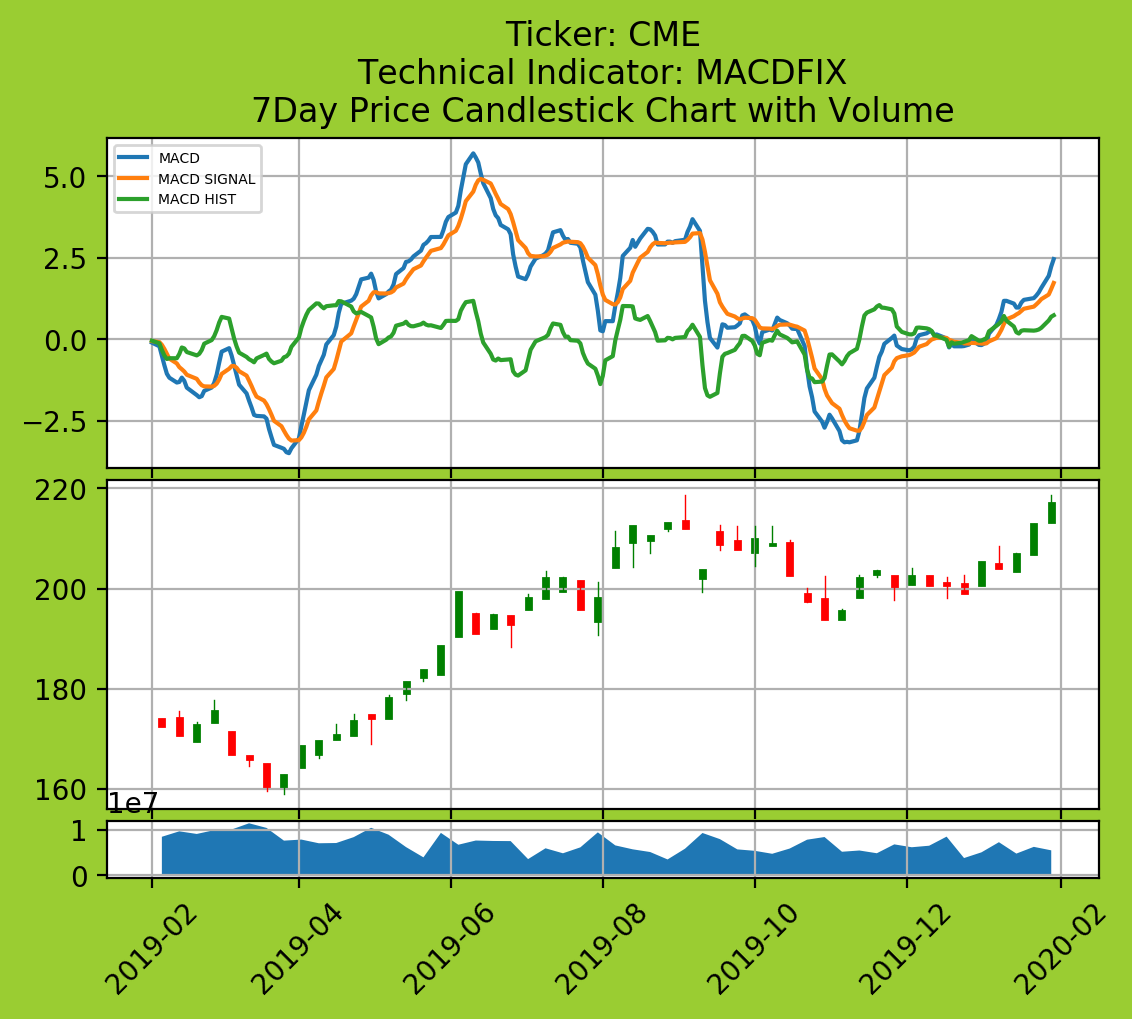 Ticker: CME
Technical Indicator: MACDFIX
7Day Price Candlestick Chart with Volume
MACD
MACD SIGNAL
MACD HIST
5.0
2.5
0.0
−2.5
220
200
180
160
1e7
1
0
2019-02
2019-04
2019-06
2019-08
2019-10
2019-12
2020-02